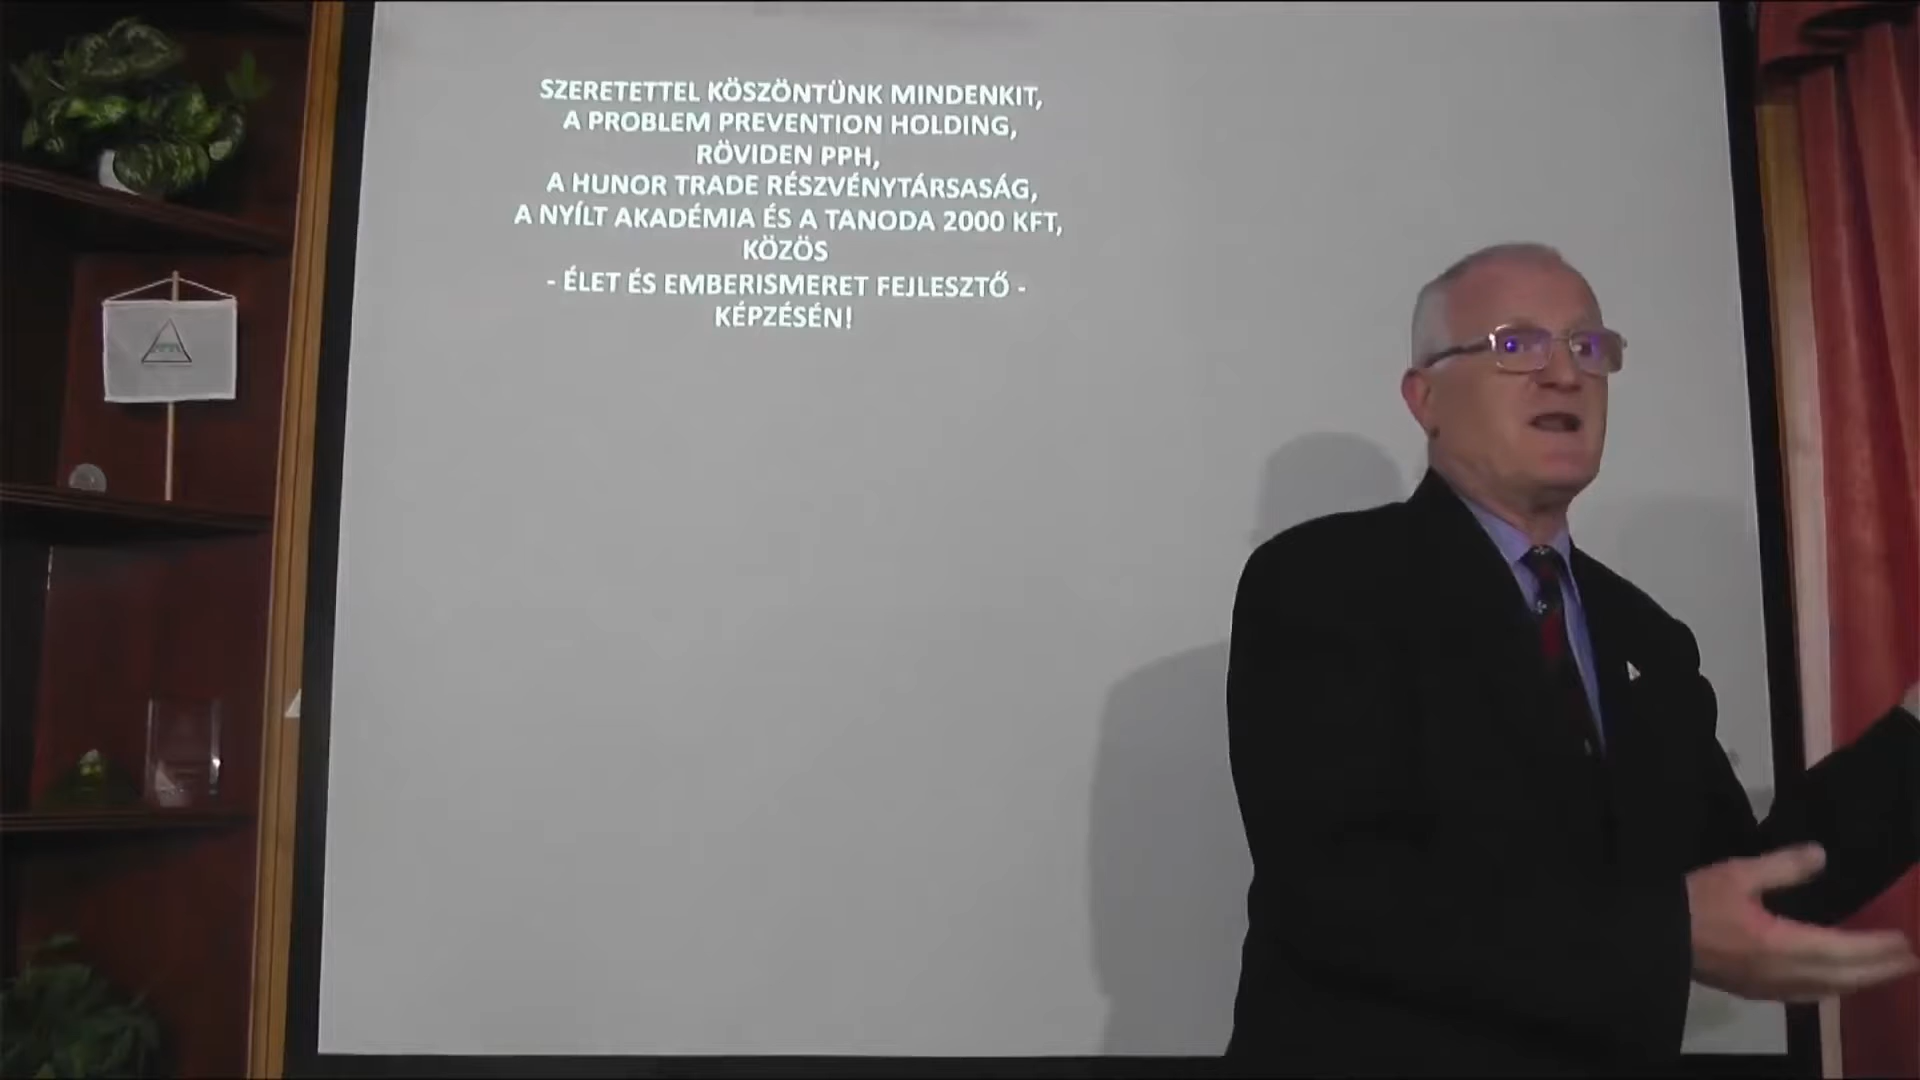 SZERETETTEL KÖSZÖNTÜNK MINDENKIT,
A PROBLEM PREVENTION HOLDING,
RÖVIDEN PPH,
A HUNOR TRADE RÉSZVÉNYTÁRSASÁG,
A NYÍLT AKADÉMIA ÉS A TANODA 2000 KFT,
KÖZÖS
- ÉLET ÉS EMBERISMERET FEJLESZTŐ -
KÉPZÉSÉN!